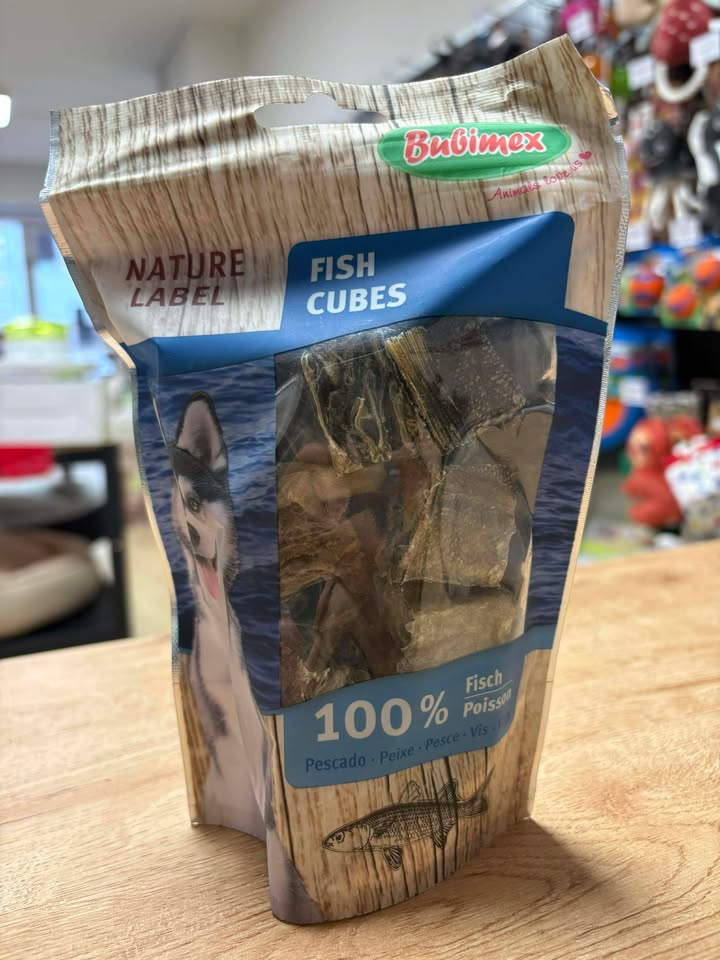 Bubimex
Animals love us
NATURE
LABEL
FISH
CUBES
100%
Fisch
Poisson
Pescado · Peixe · Pesce · Vis ·